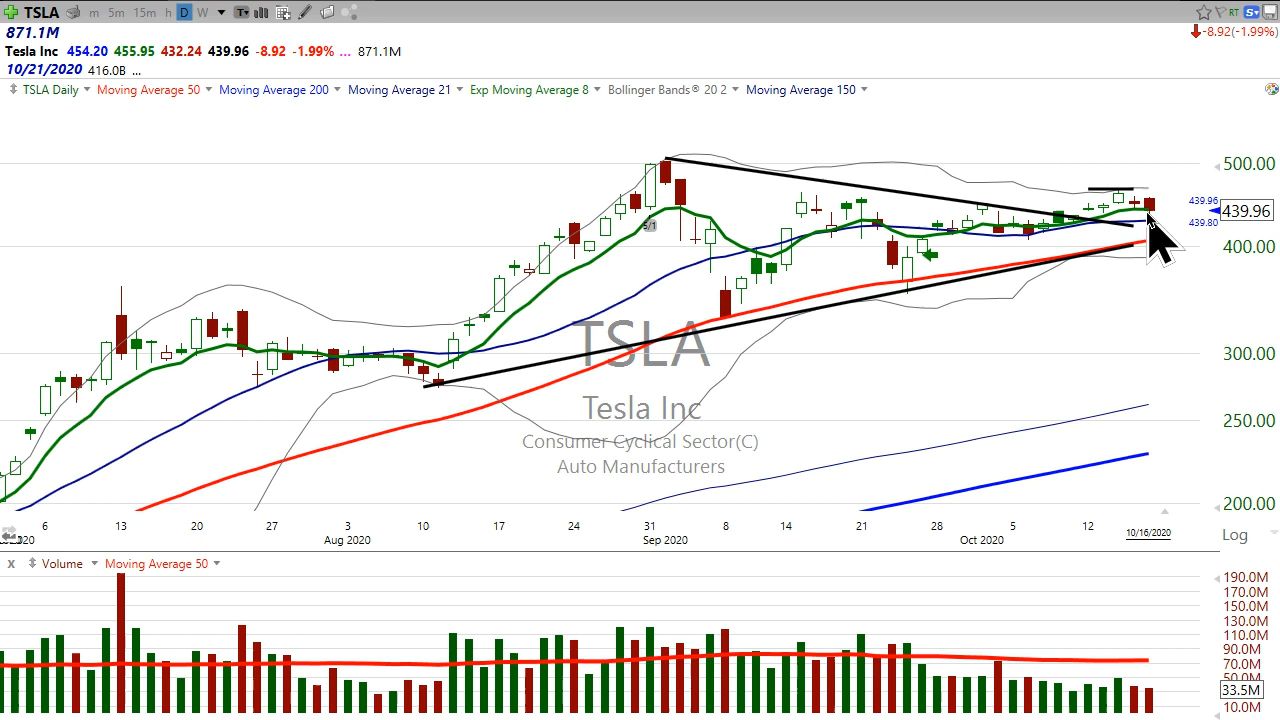 TSLA m 5m 15m h D W T RT S
871.1M -8.92(-1.99%)
Tesla Inc 454.20 455.95 432.24 439.96 -8.92 -1.99% ... 871.1M
10/21/2020 416.0B ...
TSLA Daily Moving Average 50 Moving Average 200 Moving Average 21 Exp Moving Average 8 Bollinger Bands® 20 2 Moving Average 150
500.00
439.96
439.96
439.80
400.00
5/1
TSLA
300.00
Tesla Inc
250.00
Consumer Cyclical Sector(C)
Auto Manufacturers
200.00
6 13 20 27 3 10 17 24 31 8 14 21 28 5 12 10/16/2020
Aug 2020 Sep 2020 Oct 2020 Log
X Volume Moving Average 50
190.0M
170.0M
150.0M
130.0M
110.0M
90.0M
70.0M
50.0M
33.5M
10.0M